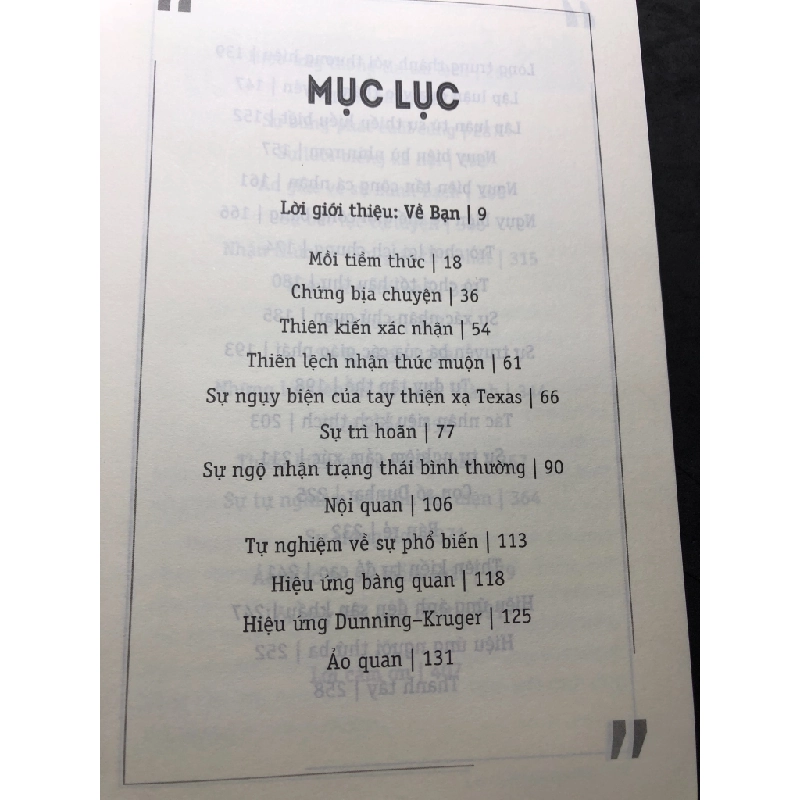 MỤC LỤC
Lời giới thiệu: Về Bạn | 9
Mồi tiềm thức | 18
Chứng bịa chuyện | 36
Thiên kiến xác nhận | 54
Thiên lệch nhận thức muộn | 61
Sự ngụy biện của tay thiện xạ Texas | 66
Sự trì hoãn | 77
Sự ngộ nhận trạng thái bình thường | 90
Nội quan | 106
Tự nghiệm về sự phổ biến | 113
Hiệu ứng bàng quan | 118
Hiệu ứng Dunning–Kruger | 125
Ảo quan | 131